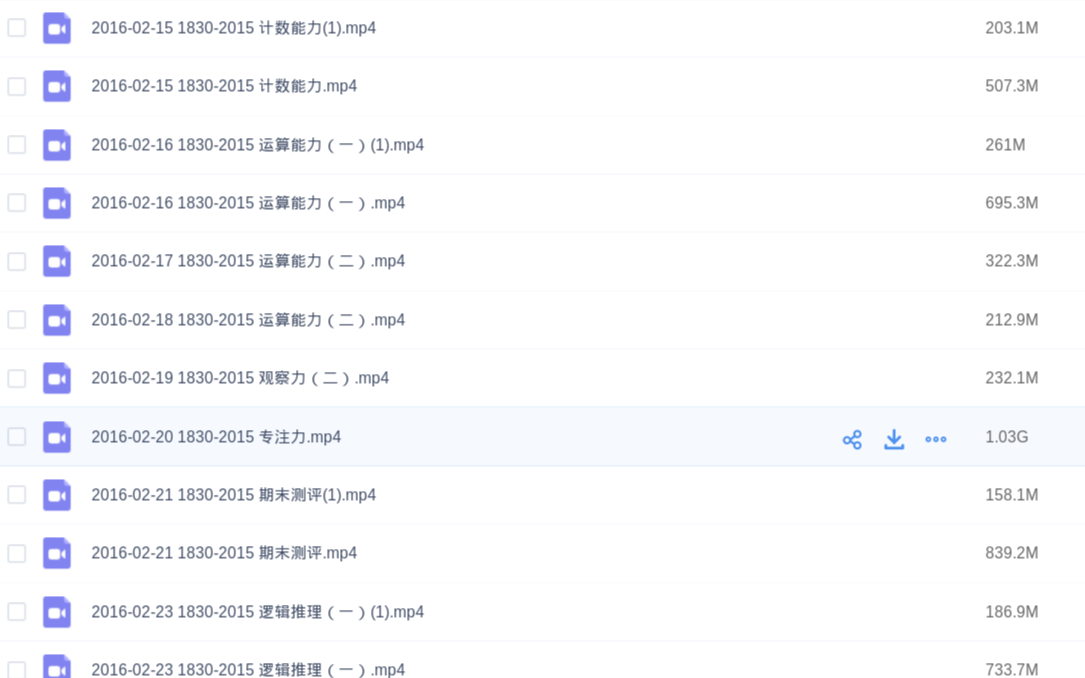 2016-02-15 1830-2015 计数能力(1).mp4 203.1M
2016-02-15 1830-2015 计数能力.mp4 507.3M
2016-02-16 1830-2015 运算能力（一）(1).mp4 261M
2016-02-16 1830-2015 运算能力（一）.mp4 695.3M
2016-02-17 1830-2015 运算能力（二）.mp4 322.3M
2016-02-18 1830-2015 运算能力（二）.mp4 212.9M
2016-02-19 1830-2015 观察力（二）.mp4 232.1M
2016-02-20 1830-2015 专注力.mp4 1.03G
2016-02-21 1830-2015 期末测评(1).mp4 158.1M
2016-02-21 1830-2015 期末测评.mp4 839.2M
2016-02-23 1830-2015 逻辑推理（一）(1).mp4 186.9M
2016-02-23 1830-2015 逻辑推理（一）.mp4 733.7M